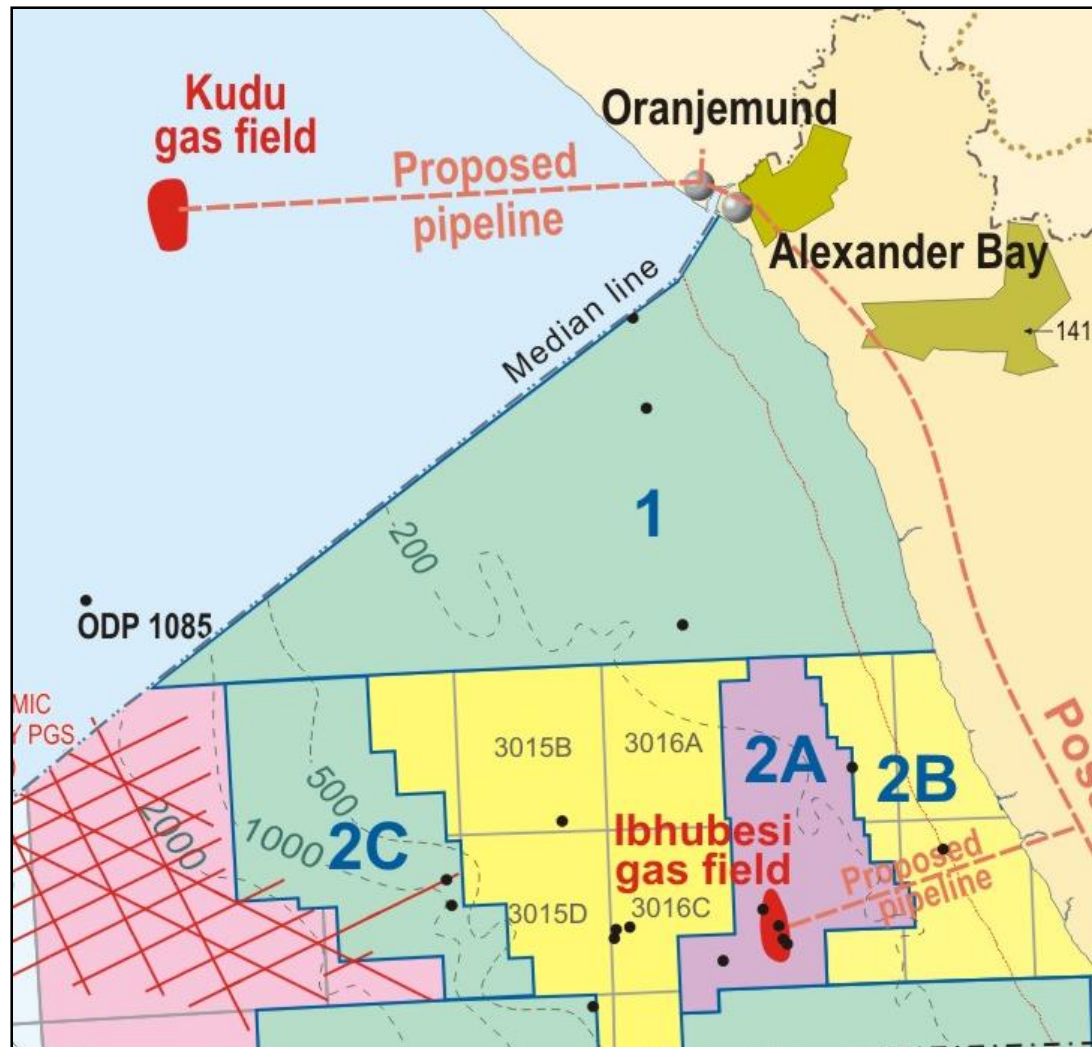 Kudu
gas field
Oranjemund
Proposed
pipeline
Alexander Bay
Median line
141
1
200
ODP 1085
MIC
Y PGS
3015B
3016A
2A
2B
500
2000
1000
2C
Ibhubesi
gas field
Proposed
pipeline
3015D
3016C
Pos